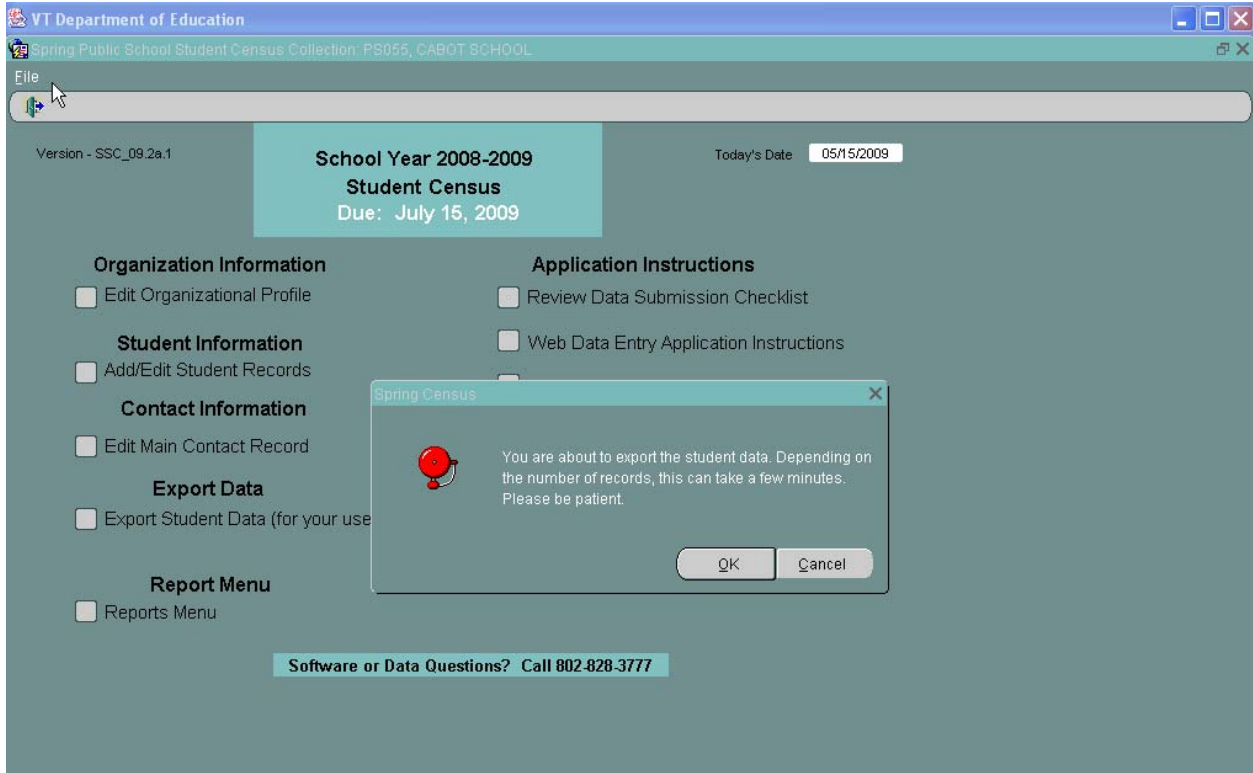 VT Department of Education
Spring Public School Student Census Collection: PS055, CABOT SCHOOL
File
Version - SSC_09.2a.1
School Year 2008-2009
Student Census
Due: July 15, 2009
Today's Date 05/15/2009
Organization Information
Edit Organizational Profile
Student Information
Add/Edit Student Records
Contact Information
Edit Main Contact Record
Export Data
Export Student Data (for your use
Report Menu
Reports Menu
Application Instructions
Review Data Submission Checklist
Web Data Entry Application Instructions
Spring Census
You are about to export the student data. Depending on
the number of records, this can take a few minutes.
Please be patient.
OK Cancel
Software or Data Questions? Call 802-828-3777